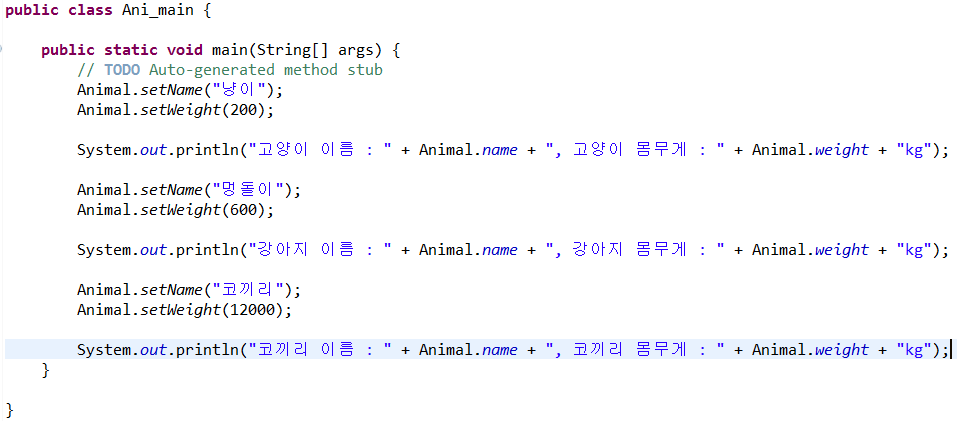 public class Ani_main {
public static void main(String[] args) {
// TODO Auto-generated method stub
Animal.setName("냥이");
Animal.setWeight(200);
System.out.println("고양이 이름 : " + Animal.name + ", 고양이 몸무게 : " + Animal.weight + "kg");
Animal.setName("멍돌이");
Animal.setWeight(600);
System.out.println("강아지 이름 : " + Animal.name + ", 강아지 몸무게 : " + Animal.weight + "kg");
Animal.setName("코끼리");
Animal.setWeight(12000);
System.out.println("코끼리 이름 : " + Animal.name + ", 코끼리 몸무게 : " + Animal.weight + "kg");
}
}